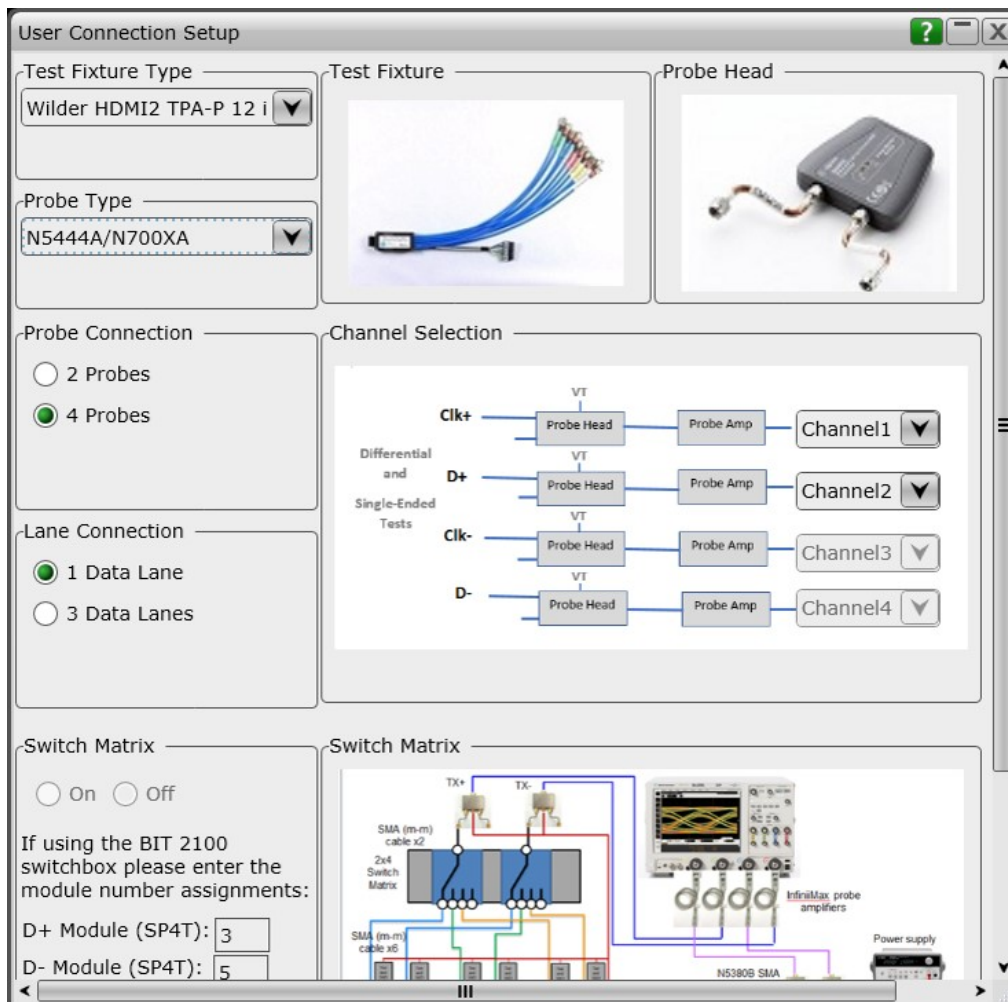 User Connection Setup
?
X
Test Fixture Type
Wilder HDMI2 TPA-P 12 i
Probe Type
N5444A/N700XA
Test Fixture
Probe Head
Probe Connection
2 Probes
4 Probes
Lane Connection
1 Data Lane
3 Data Lanes
Channel Selection
VT
Clk+ Probe Head Probe Amp Channel1
Differential
and
Single-Ended
Tests
VT
D+ Probe Head Probe Amp Channel2
VT
Clk- Probe Head Probe Amp Channel3
VT
D- Probe Head Probe Amp Channel4
Switch Matrix
On Off
If using the BIT 2100
switchbox please enter the
module number assignments:
D+ Module (SP4T): 3
D- Module (SP4T): 5
Switch Matrix
TX+ TX-
SMA (m-m)
cable x2
2x4
Switch
Matrix
SMA (m-m)
cable x6
InfiniiMax probe
amplifiers
Power supply
N5380B SMA